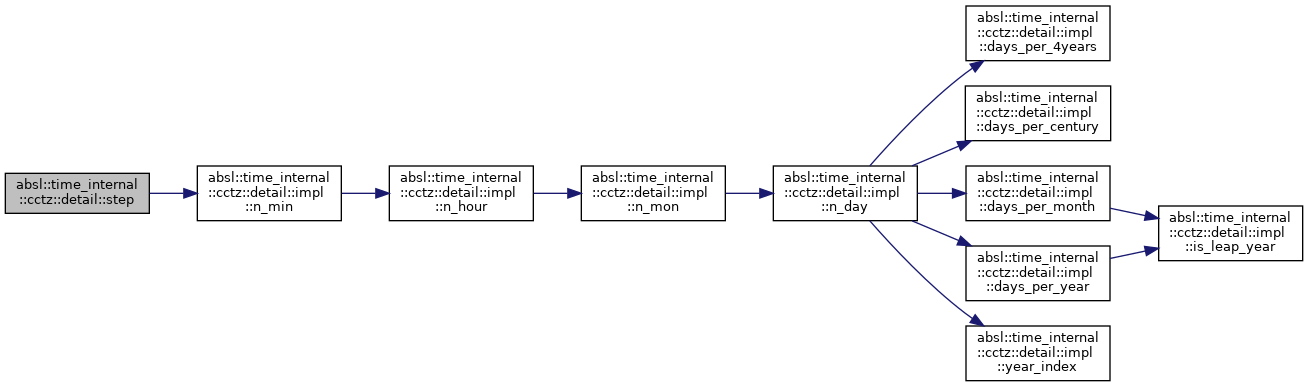 absl::time_internal
::cctz::detail::step
absl::time_internal
::cctz::detail::impl
::n_min
absl::time_internal
::cctz::detail::impl
::n_hour
absl::time_internal
::cctz::detail::impl
::n_mon
absl::time_internal
::cctz::detail::impl
::n_day
absl::time_internal
::cctz::detail::impl
::days_per_4years
absl::time_internal
::cctz::detail::impl
::days_per_century
absl::time_internal
::cctz::detail::impl
::days_per_month
absl::time_internal
::cctz::detail::impl
::days_per_year
absl::time_internal
::cctz::detail::impl
::year_index
absl::time_internal
::cctz::detail::impl
::is_leap_year